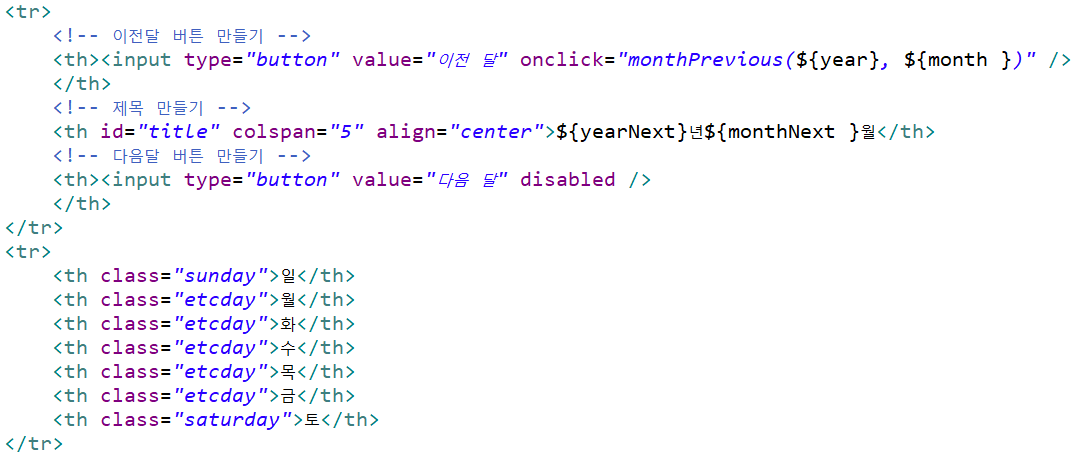 <tr>
<!-- 이전달 버튼 만들기 -->
<th><input type="button" value="이전 달" onclick="monthPrevious(${year}, ${month })" />
</th>
<!-- 제목 만들기 -->
<th id="title" colspan="5" align="center">${yearNext}년${monthNext }월</th>
<!-- 다음달 버튼 만들기 -->
<th><input type="button" value="다음 달" disabled />
</th>
</tr>
<tr>
<th class="sunday">일</th>
<th class="etcday">월</th>
<th class="etcday">화</th>
<th class="etcday">수</th>
<th class="etcday">목</th>
<th class="etcday">금</th>
<th class="saturday">토</th>
</tr>